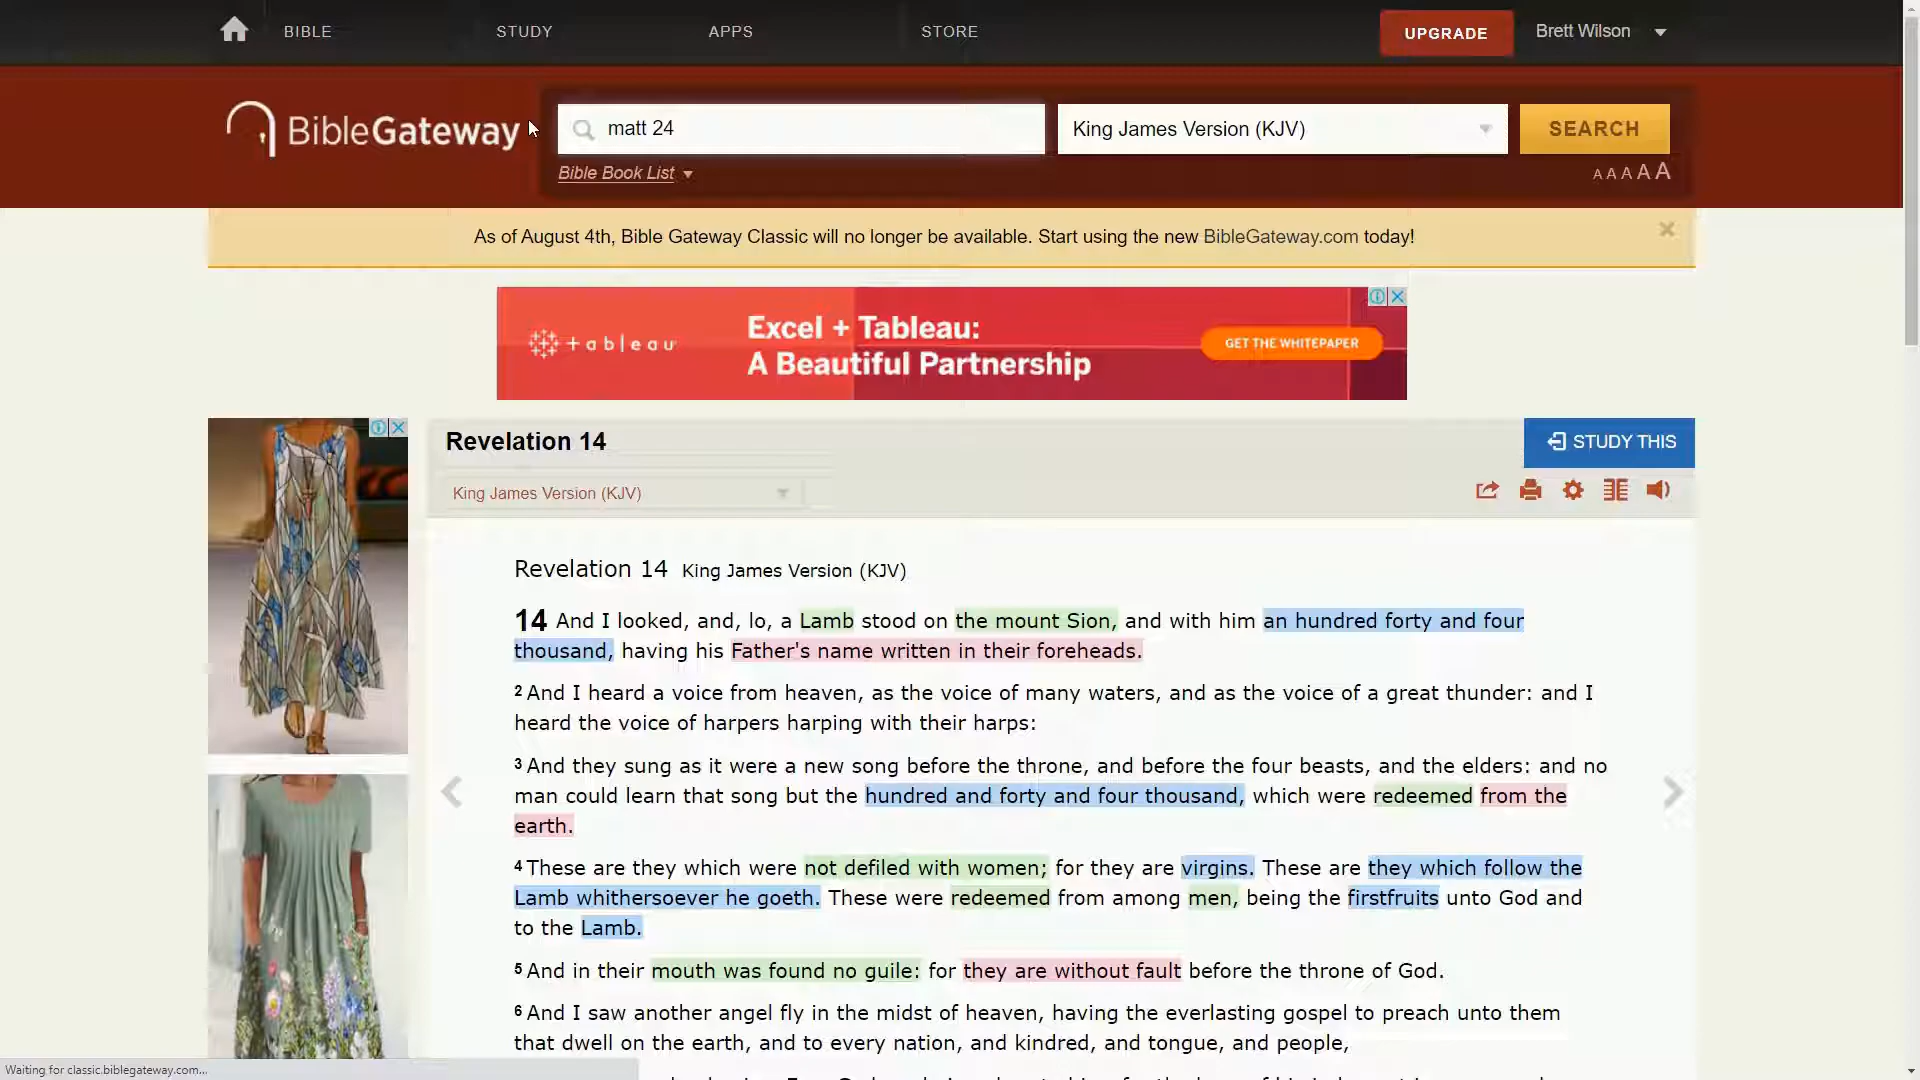 BIBLE STUDY APPS STORE UPGRADE Brett Wilson
BibleGateway matt 24 King James Version (KJV) SEARCH
Bible Book List A A A A A
As of August 4th, Bible Gateway Classic will no longer be available. Start using the new BibleGateway.com today!
+ableau
Excel + Tableau:
A Beautiful Partnership
GET THE WHITEPAPER
Revelation 14 STUDY THIS
King James Version (KJV)
Revelation 14 King James Version (KJV)
14 And I looked, and, lo, a Lamb stood on the mount Sion, and with him an hundred forty and four
thousand, having his Father's name written in their foreheads.
2 And I heard a voice from heaven, as the voice of many waters, and as the voice of a great thunder: and I
heard the voice of harpers harping with their harps:
3 And they sung as it were a new song before the throne, and before the four beasts, and the elders: and no
man could learn that song but the hundred and forty and four thousand, which were redeemed from the
earth.
4 These are they which were not defiled with women; for they are virgins. These are they which follow the
Lamb whithersoever he goeth. These were redeemed from among men, being the firstfruits unto God and
to the Lamb.
5 And in their mouth was found no guile: for they are without fault before the throne of God.
6 And I saw another angel fly in the midst of heaven, having the everlasting gospel to preach unto them
that dwell on the earth, and to every nation, and kindred, and tongue, and people,
Waiting for classic.biblegateway.com...